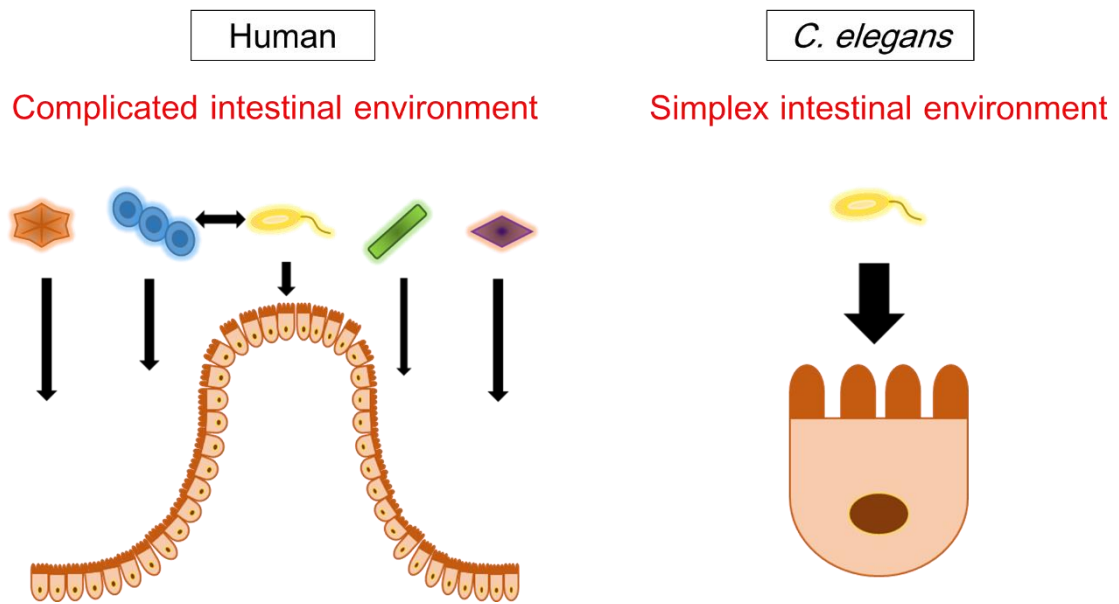 Human
C. elegans
Complicated intestinal environment
Simplex intestinal environment